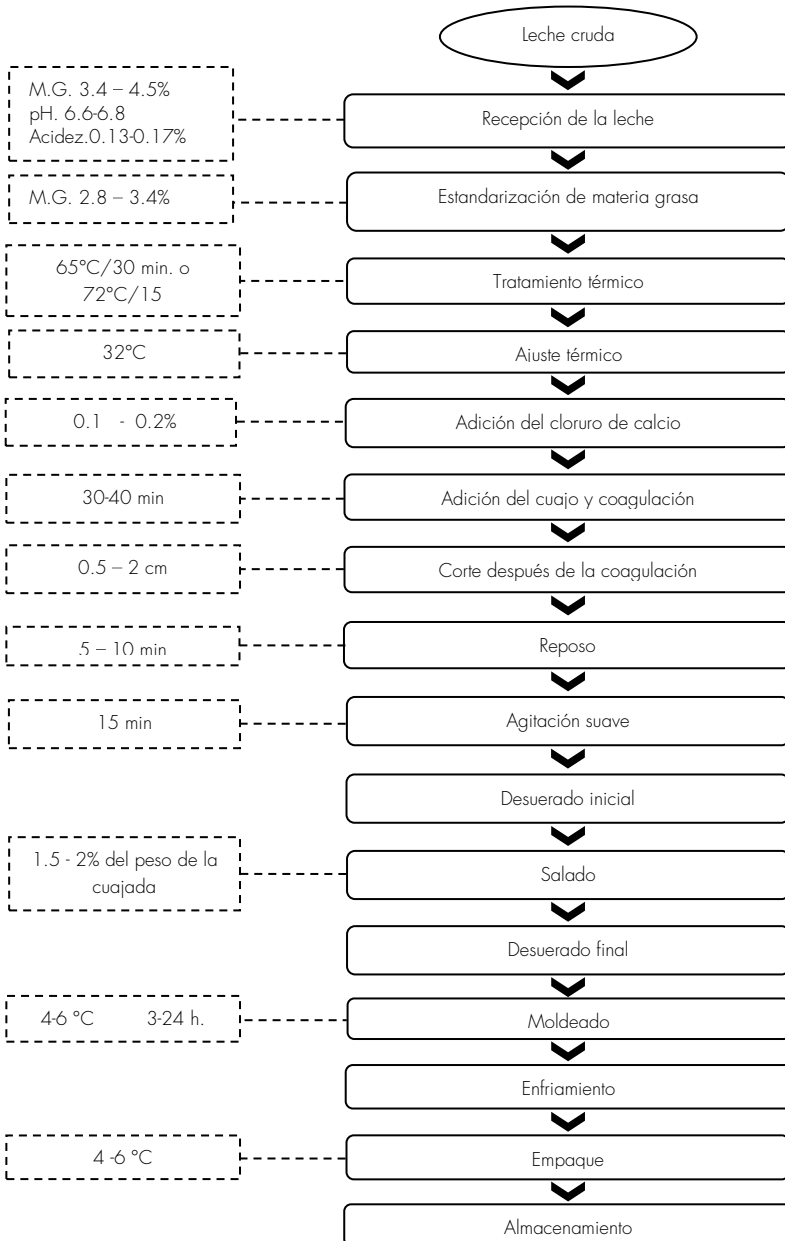 Leche cruda
M.G. 3.4 – 4.5%
pH. 6.6-6.8
Acidez.0.13-0.17%
Recepción de la leche
M.G. 2.8 – 3.4%
Estandarización de materia grasa
65°C/30 min. o
72°C/15
Tratamiento térmico
32°C
Ajuste térmico
0.1 - 0.2%
Adición del cloruro de calcio
30-40 min
Adición del cuajo y coagulación
0.5 – 2 cm
Corte después de la coagulación
5 – 10 min
Reposo
15 min
Agitación suave
Desuerado inicial
1.5 - 2% del peso de la
cuajada
Salado
Desuerado final
4-6 °C 3-24 h.
Moldeado
Enfriamiento
4 -6 °C
Empaque
Almacenamiento